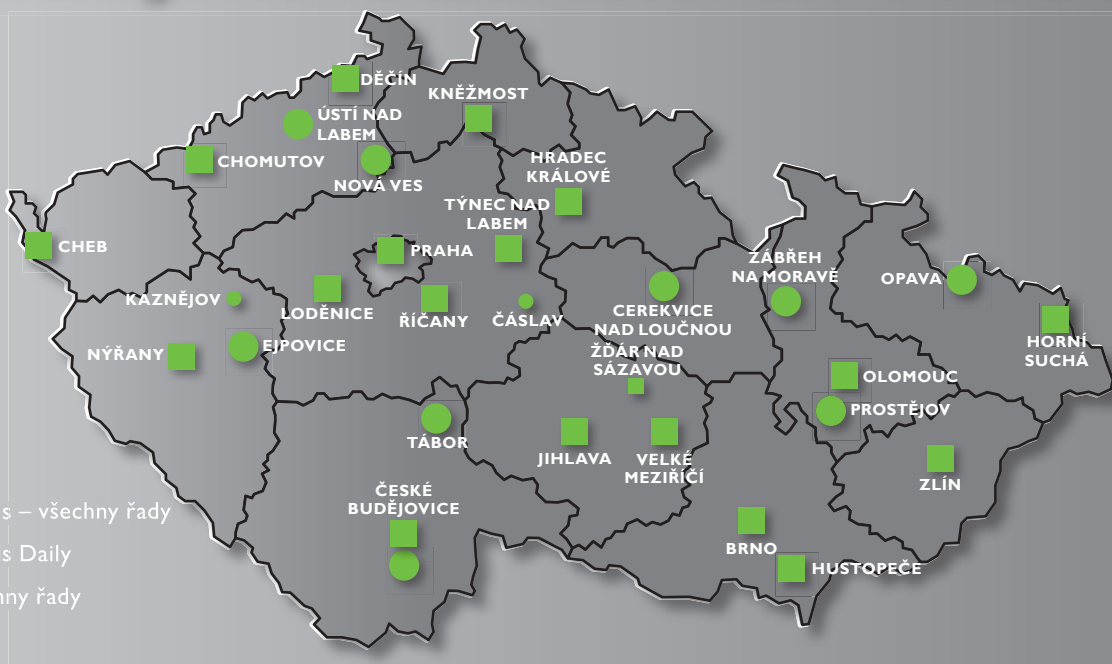 DĚČÍN
KNĚŽMOST
ÚSTÍ NAD
LABEM
CHOMUTOV
NOVÁ VES
HRADEC
KRÁLOVÉ
TÝNEC NAD
LABEM
CHEB
PRAHA
ZÁBŘEH
NA MORAVĚ
OPAVA
KAZNĚJOV
LODĚNICE
ŘÍČANY
ČÁSLAV
CEREKVICE
NAD LOUČNOU
HORNÍ
SUCHÁ
NÝŘANY
EJPOVICE
ŽĎÁR NAD
SÁZAVOU
OLOMOUC
PROSTĚJOV
TÁBOR
JIHLAVA
VELKÉ
MEZIŘÍČÍ
ZLÍN
ČESKÉ
BUDĚJOVICE
s – všechny řady
BRNO
s Daily
HUSTOPEČE
ny řady